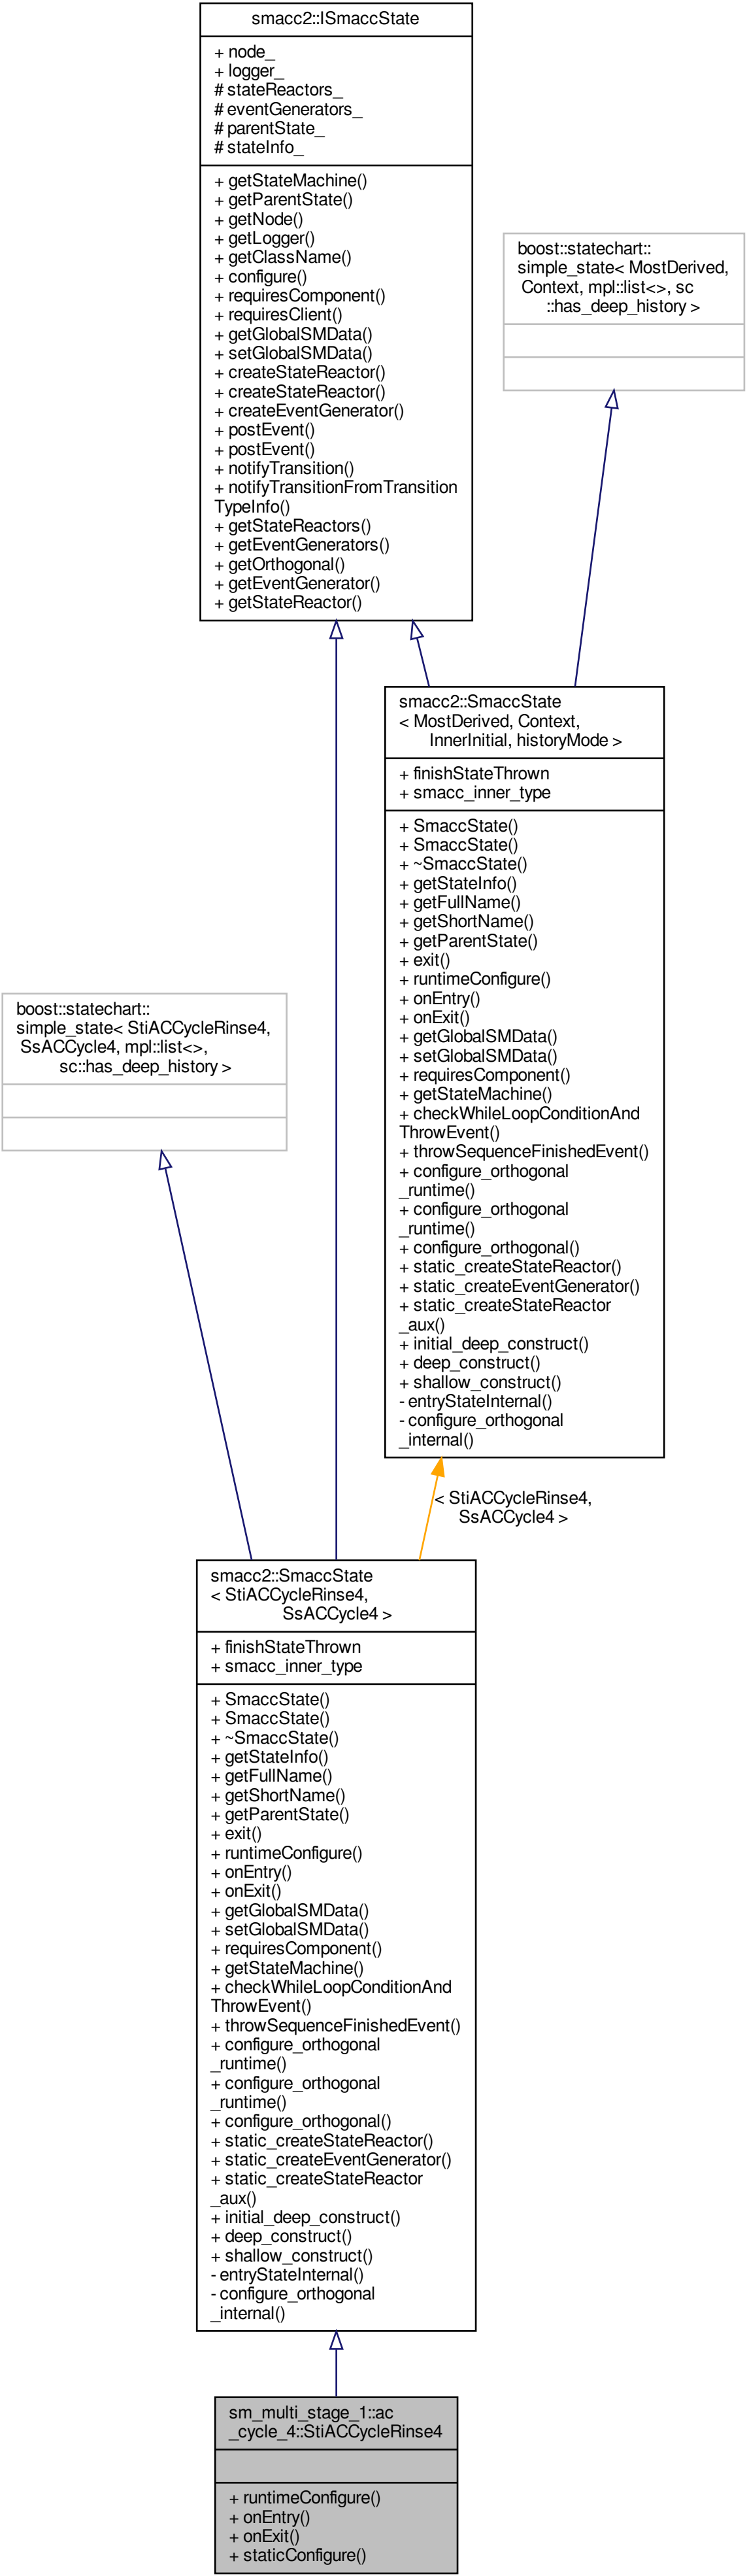 smacc2::ISmaccState
+ node_
+ logger_
# stateReactors_
# eventGenerators_
# parentState_
# stateInfo_
+ getStateMachine()
+ getParentState()
+ getNode()
+ getLogger()
+ getClassName()
+ configure()
+ requiresComponent()
+ requiresClient()
+ getGlobalSMData()
+ setGlobalSMData()
+ createStateReactor()
+ createStateReactor()
+ createEventGenerator()
+ postEvent()
+ postEvent()
+ notifyTransition()
+ notifyTransitionFromTransition
TypeInfo()
+ getStateReactors()
+ getEventGenerators()
+ getOrthogonal()
+ getEventGenerator()
+ getStateReactor()
boost::statechart::
simple_state< MostDerived,
Context, mpl::list<>, sc
::has_deep_history >
smacc2::SmaccState
< MostDerived, Context,
InnerInitial, historyMode >
+ finishStateThrown
+ smacc_inner_type
+ SmaccState()
+ SmaccState()
+ ~SmaccState()
+ getStateInfo()
+ getFullName()
+ getShortName()
+ getParentState()
+ exit()
+ runtimeConfigure()
+ onEntry()
+ onExit()
+ getGlobalSMData()
+ setGlobalSMData()
+ requiresComponent()
+ getStateMachine()
+ checkWhileLoopConditionAnd
ThrowEvent()
+ throwSequenceFinishedEvent()
+ configure_orthogonal
_runtime()
+ configure_orthogonal
_runtime()
+ configure_orthogonal()
+ static_createStateReactor()
+ static_createEventGenerator()
+ static_createStateReactor
_aux()
+ initial_deep_construct()
+ deep_construct()
+ shallow_construct()
- entryStateInternal()
- configure_orthogonal
_internal()
boost::statechart::
simple_state< StiACCycleRinse4,
SsACCycle4, mpl::list<>,
sc::has_deep_history >
< StiACCycleRinse4,
SsACCycle4 >
smacc2::SmaccState
< StiACCycleRinse4,
SsACCycle4 >
+ finishStateThrown
+ smacc_inner_type
+ SmaccState()
+ SmaccState()
+ ~SmaccState()
+ getStateInfo()
+ getFullName()
+ getShortName()
+ getParentState()
+ exit()
+ runtimeConfigure()
+ onEntry()
+ onExit()
+ getGlobalSMData()
+ setGlobalSMData()
+ requiresComponent()
+ getStateMachine()
+ checkWhileLoopConditionAnd
ThrowEvent()
+ throwSequenceFinishedEvent()
+ configure_orthogonal
_runtime()
+ configure_orthogonal
_runtime()
+ configure_orthogonal()
+ static_createStateReactor()
+ static_createEventGenerator()
+ static_createStateReactor
_aux()
+ initial_deep_construct()
+ deep_construct()
+ shallow_construct()
- entryStateInternal()
- configure_orthogonal
_internal()
sm_multi_stage_1::ac
_cycle_4::StiACCycleRinse4
+ runtimeConfigure()
+ onEntry()
+ onExit()
+ staticConfigure()